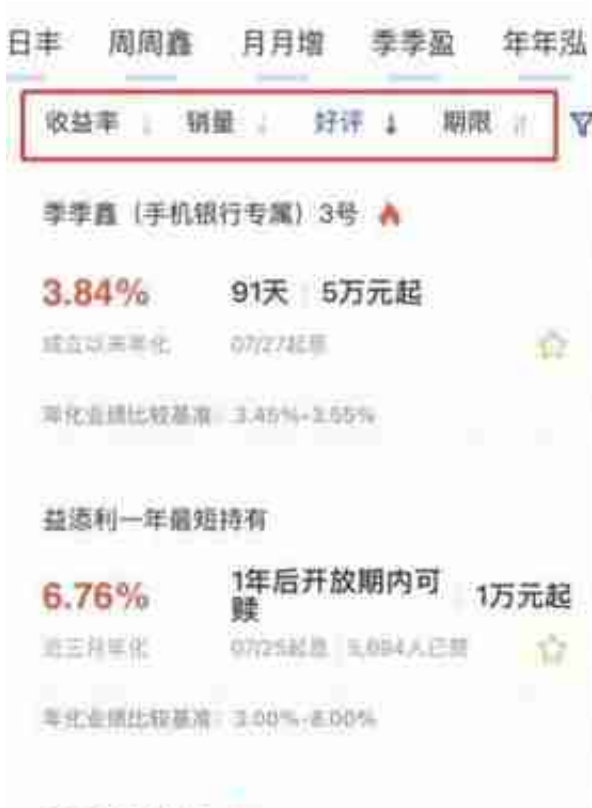 日丰 周周鑫 月月增 季季盈 年年泓
收益率 ↓ 销量 ↓ 好评 ↓ 期限
季季鑫（手机银行专属）3号
3.84% 91天 5万元起
成立以来年化 07/27起息
年化业绩比较基准：3.45%-3.55%
益添利一年最短持有
6.76% 1年后开放期内可赎 1万元起
近三月年化 07/25起息
年化业绩比较基准：3.00%-8.00%